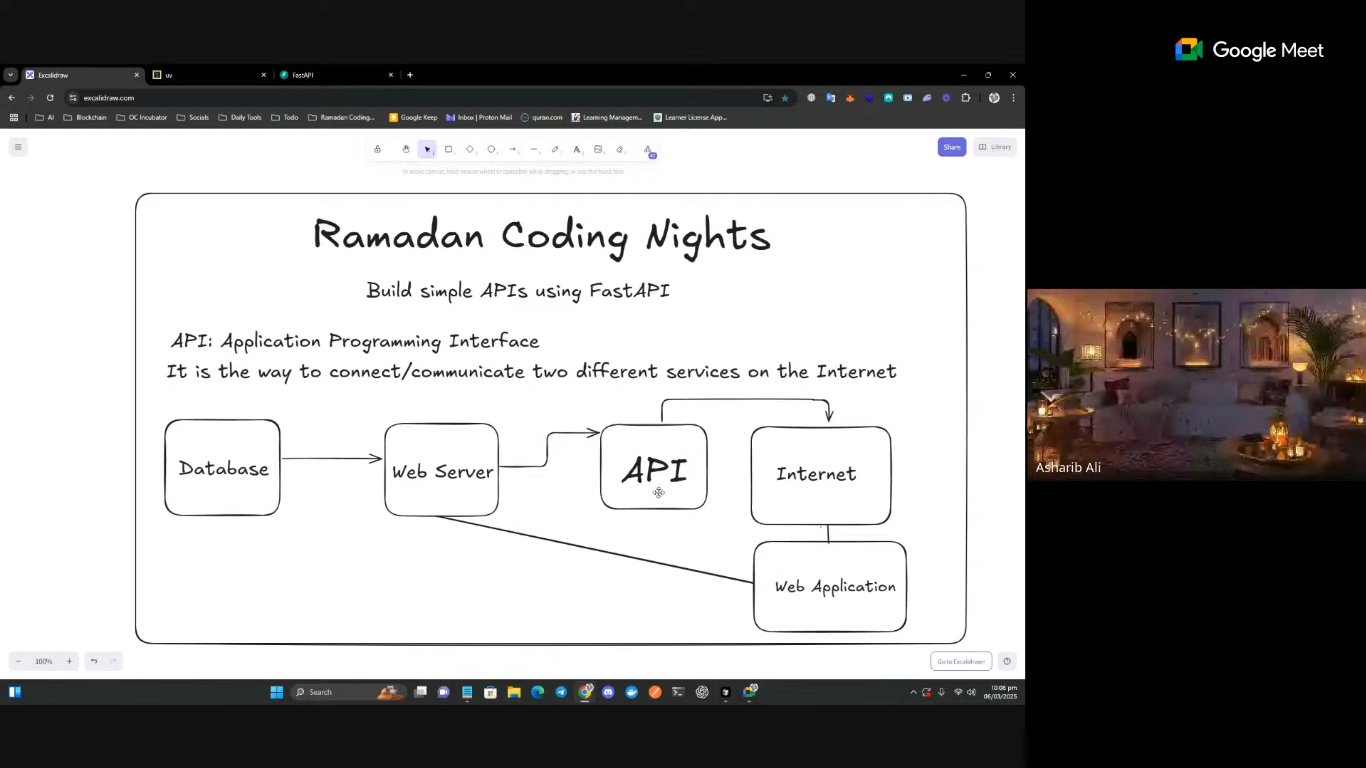 Google Meet
Excalidraw
uv
FastAPI
excalidraw.com
AI
Blockchain
OC Incubator
Socials
Daily Tools
Todo
Ramadan Coding...
Google Keep
Inbox | Proton Mail
quran.com
Learning Managem...
Learner License App...
Share
Library
To move canvas, hold mouse wheel or spacebar while dragging, or use the hand tool
Ramadan Coding Nights
Build simple APIs using FastAPI
API: Application Programming Interface
It is the way to connect/communicate two different services on the Internet
Database
Web Server
API
Internet
Web Application
Asharib Ali
100%
Go to Excalidraw+
Search
10:08 pm
06/03/2025